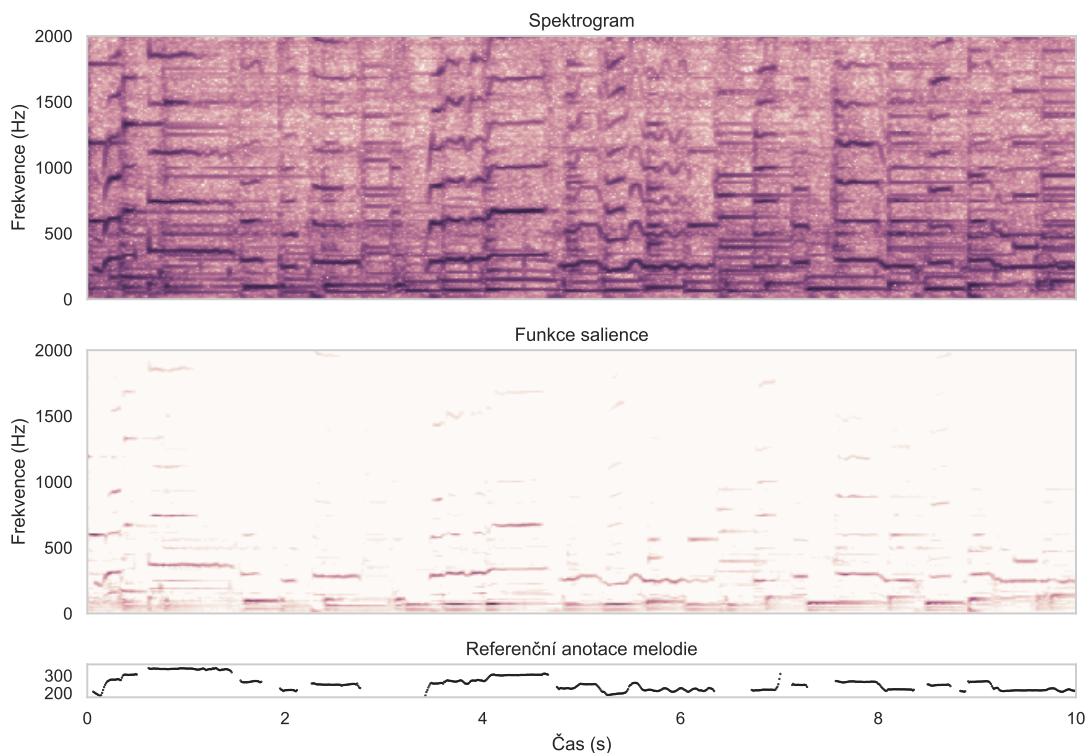 Spektrogram
2000
1500
1000
500
0
Frekvence (Hz)
Funkce salience
2000
1500
1000
500
0
Frekvence (Hz)
Referenční anotace melodie
300
200
0 2 4 6 8 10
Čas (s)